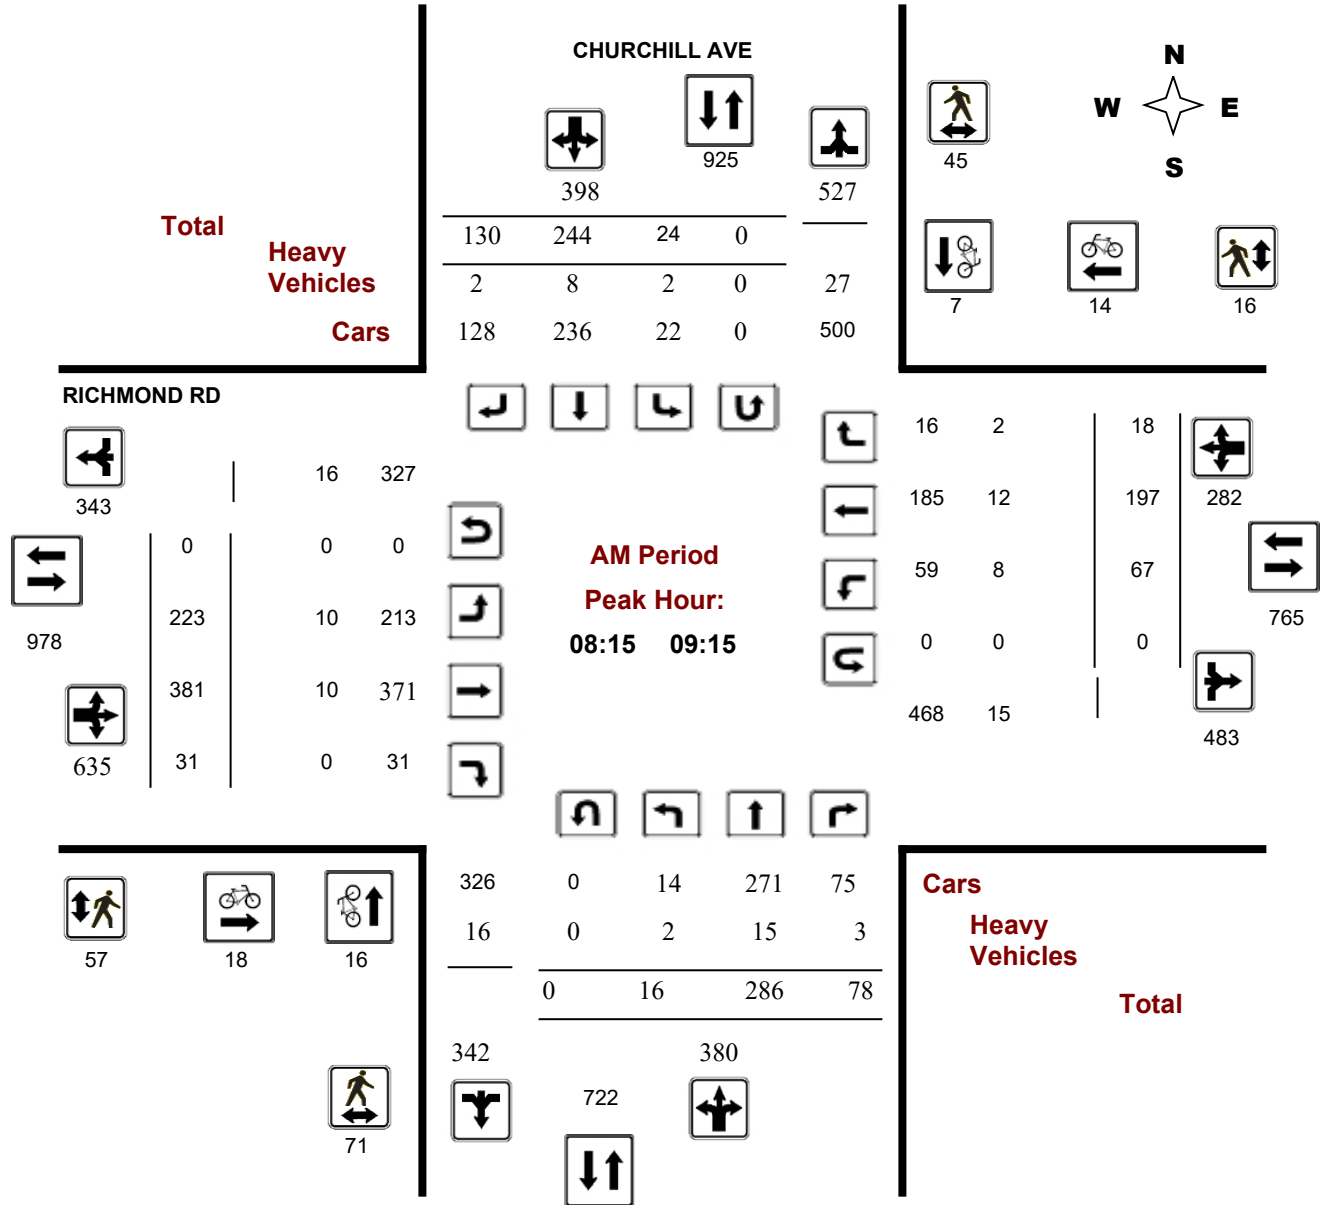 CHURCHILL AVE
N
W E
S
925
45
398 527
Total
130 244 24 0
Heavy
Vehicles
2 8 2 0 27
7 14 16
Cars
128 236 22 0 500
RICHMOND RD
16 2 18
16 327
343
185 12 197 282
0 0 0
AM Period
59 8 67
Peak Hour:
223 10 213
765
978
08:15 09:15
0 0 0
381 10 371
468 15
483
635 31 0 31
326 0 14 271 75
Cars
16 0 2 15 3
Heavy
Vehicles
57 18 16
0 16 286 78
Total
342 380
722
71